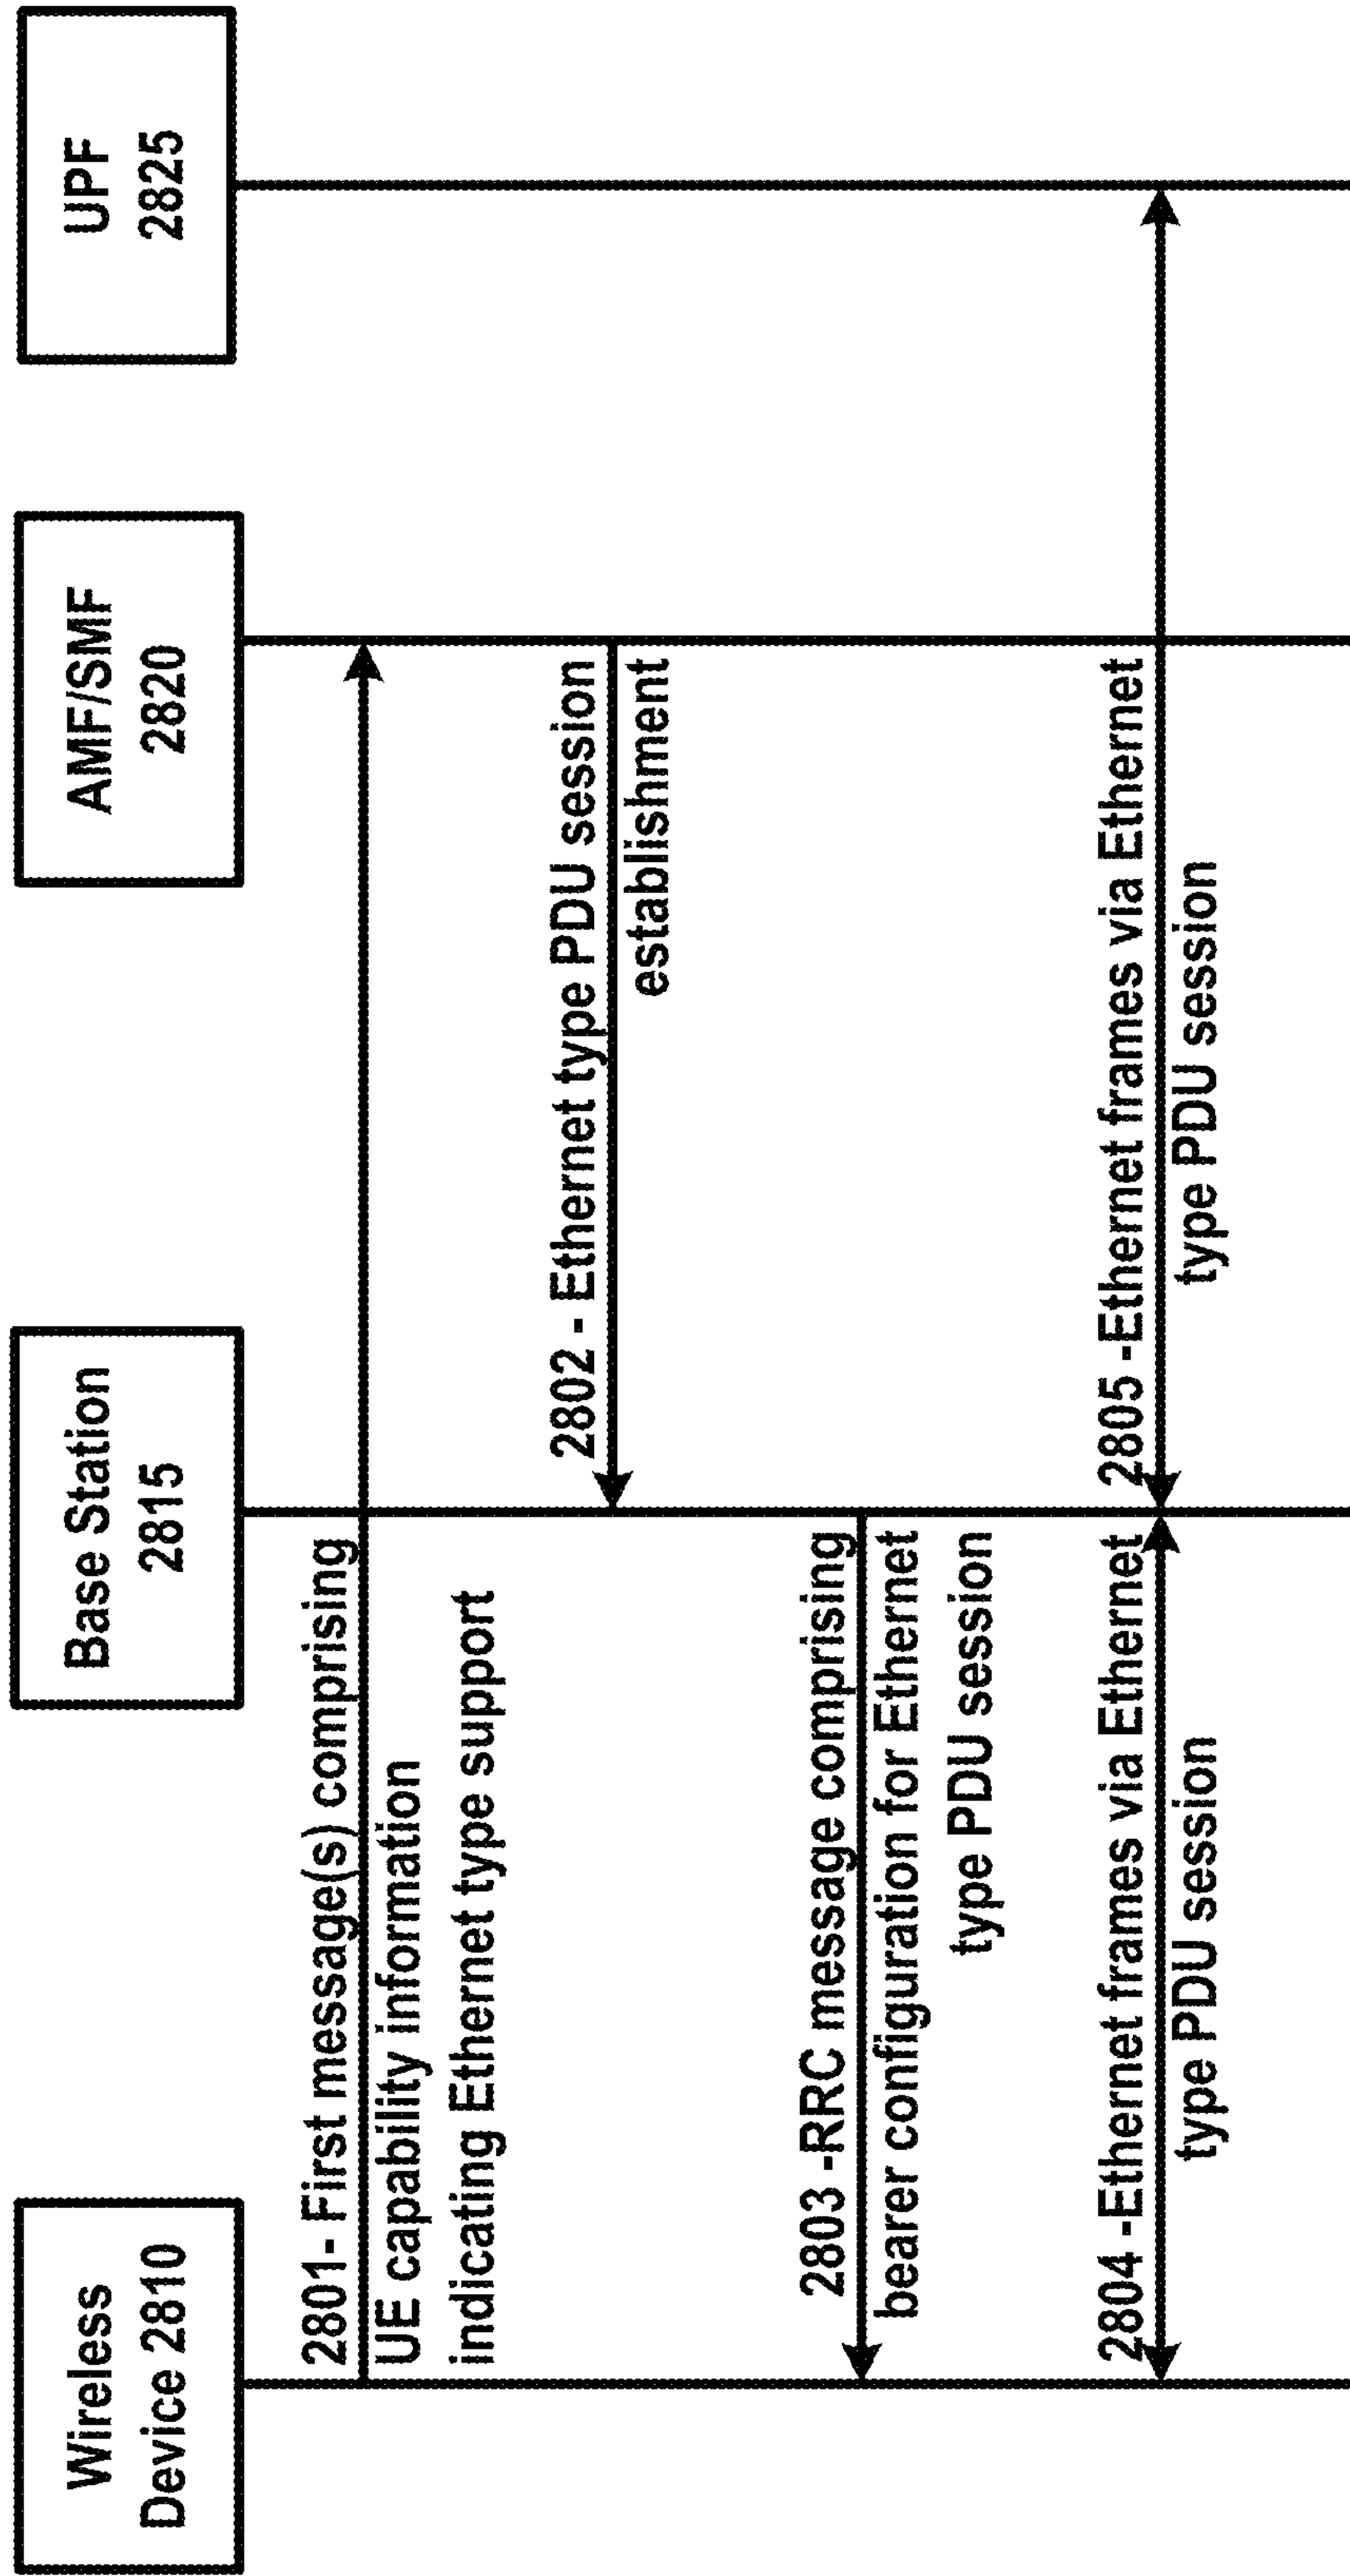 Wireless
Device 2810
Base Station
2815
AMF/SMF
2820
UPF
2825
2801- First message(s) comprising
UE capability information
indicating Ethernet type support
2802 - Ethernet type PDU session
establishment
2803 -RRC message comprising
bearer configuration for Ethernet
type PDU session
2804 -Ethernet frames via Ethernet
type PDU session
2805 -Ethernet frames via Ethernet
type PDU session